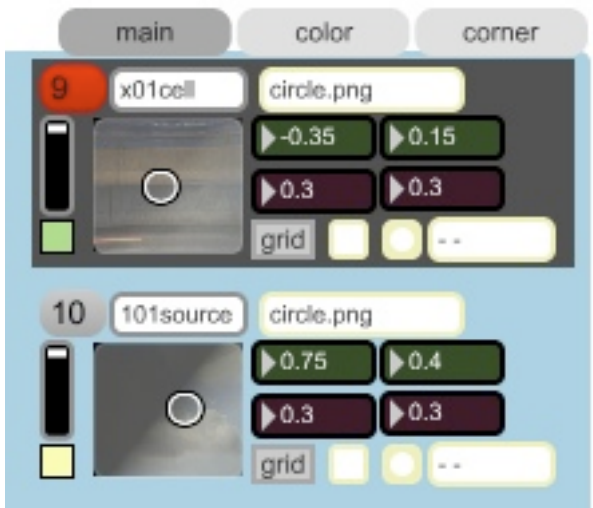 main color corner
9 x01cell circle.png
-0.35 0.15
0.3 0.3
grid - -
10 101source circle.png
0.75 0.4
0.3 0.3
grid - -